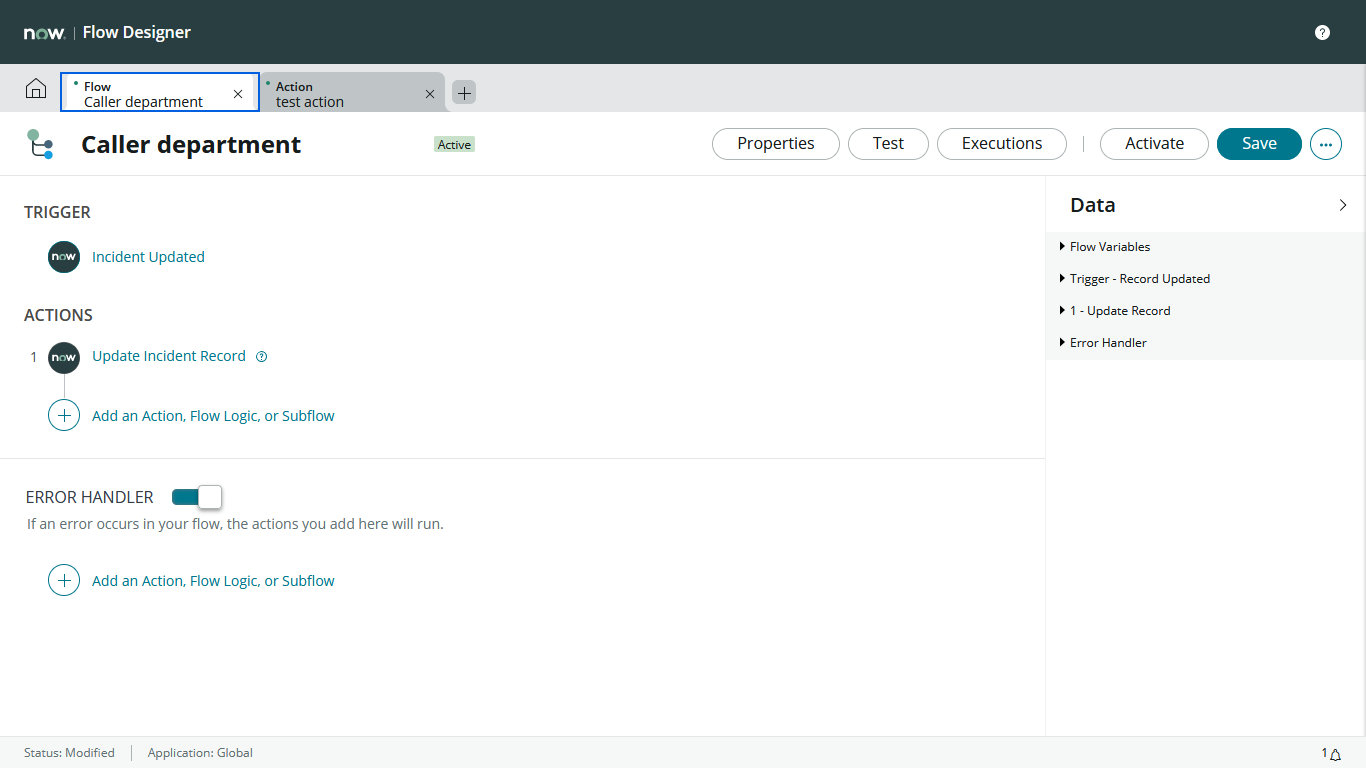 now. | Flow Designer
Flow
Caller department
Action
test action
Caller department
Active
Properties
Test
Executions
Activate
Save
TRIGGER
now
Incident Updated
ACTIONS
1
now
Update Incident Record
Add an Action, Flow Logic, or Subflow
ERROR HANDLER
If an error occurs in your flow, the actions you add here will run.
Add an Action, Flow Logic, or Subflow
Data
Flow Variables
Trigger - Record Updated
1 - Update Record
Error Handler
Status: Modified
Application: Global
1